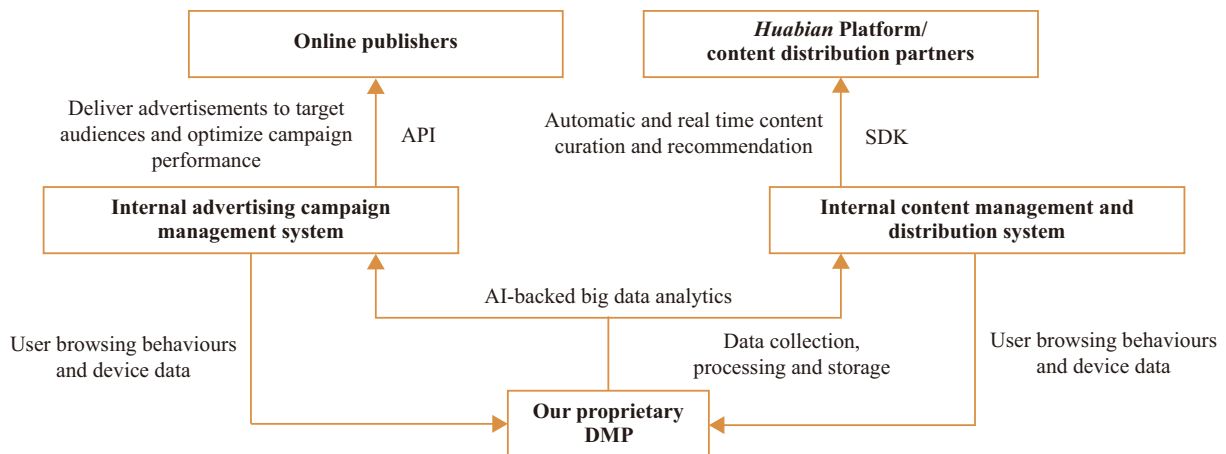 Online publishers
Huabian Platform/
content distribution partners
Deliver advertisements to target
audiences and optimize campaign
performance
API
Automatic and real time content
curation and recommendation
SDK
Internal advertising campaign
management system
Internal content management and
distribution system
AI-backed big data analytics
User browsing behaviours
and device data
Data collection,
processing and storage
User browsing behaviours
and device data
Our proprietary
DMP